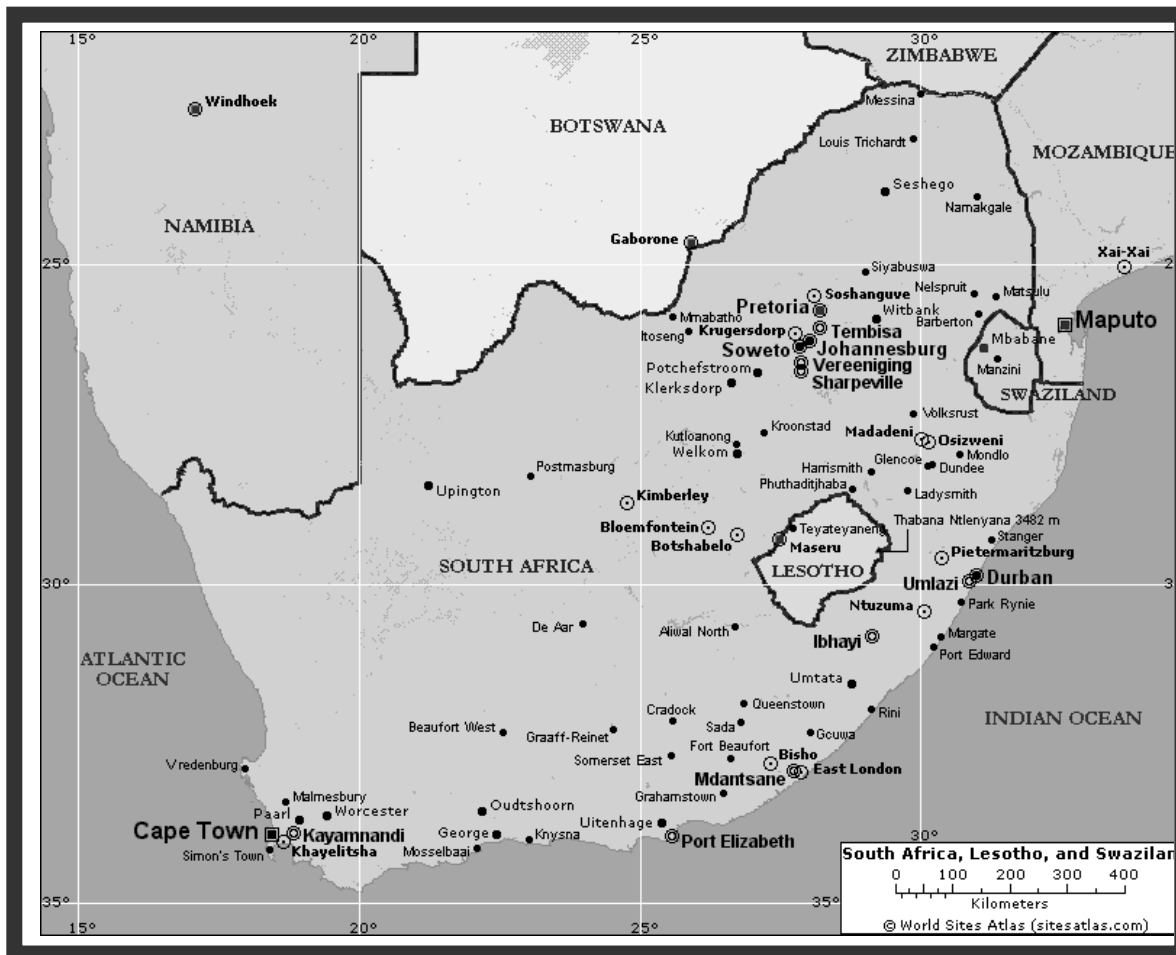 15°
20°
25°
30°
ZIMBABWE
Windhoek
Messina
BOTSWANA
Louis Trichardt
MOZAMBIQUE
Seshego
Namakgale
NAMIBIA
Gaborone
Xai-Xai
25°
25°
Siyabuswa
Nelspruit
Matsulu
Soshanguve
Pretoria
Mmabatho
Witbank
Barberton
Maputo
Itoseng
Krugersdorp
Tembisa
Mbabane
Soweto
Johannesburg
Manzini
Potchefstroom
Vereeniging
Klerksdorp
Sharpeville
SWAZILAND
Volksrust
Kutloanong
Kroonstad
Madadeni
Osizweni
Welkom
Mondlo
Glencoe
Dundee
Postmasburg
Harrismith
Upington
Phuthaditjhaba
Ladysmith
Kimberley
Thabana Ntlenyana 3482 m
Bloemfontein
Teyateyaneng
Stanger
Botshabelo
Maseru
Pietermaritzburg
SOUTH AFRICA
LESOTHO
Durban
30°
Umlazi
3
Ntuzuma
Park Rynie
De Aar
Aliwal North
Ibhayi
Margate
Port Edward
ATLANTIC
OCEAN
Umtata
Queenstown
Cradock
Rini
INDIAN OCEAN
Beaufort West
Graaff-Reinet
Sada
Gcuwa
Somerset East
Fort Beaufort
Bisho
Vredenburg
Mdantsane
East London
Malmesbury
Grahamstown
Paarl
Worcester
Oudtshoorn
Cape Town
Kayamnandi
George
Knysna
Uitenhage
Port Elizabeth
Khayelitsha
Simon's Town
Mosselbaai
30°
South Africa, Lesotho, and Swazilan
0 50 100 200 300 400
Kilometers
© World Sites Atlas (sitesatlas.com)
35°
35°
15°
20°
25°